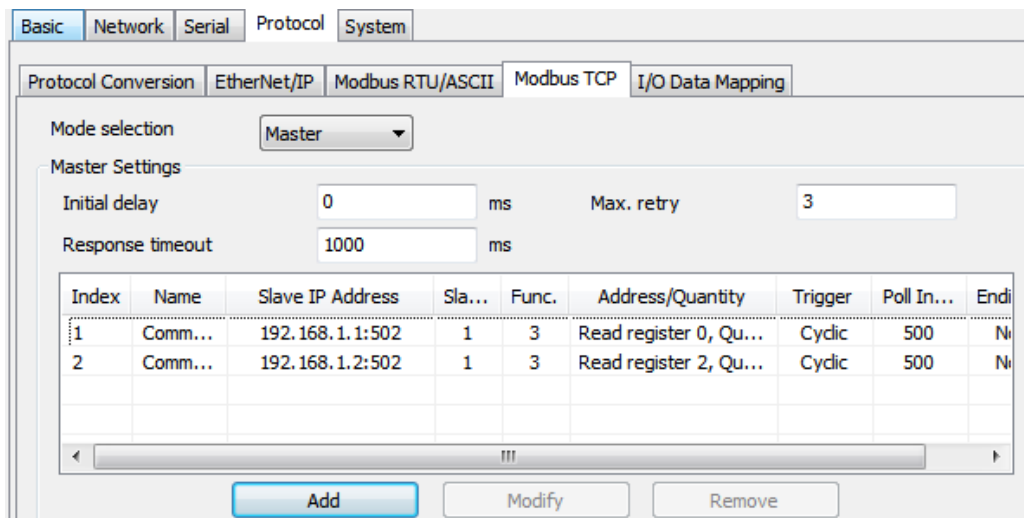 Basic Network Serial Protocol System
Protocol Conversion EtherNet/IP Modbus RTU/ASCII Modbus TCP I/O Data Mapping
Mode selection Master
Master Settings
Initial delay 0 ms Max. retry 3
Response timeout 1000 ms
Index Name Slave IP Address Sla... Func. Address/Quantity Trigger Poll In... Endi
1 Comm... 192.168.1.1:502 1 3 Read register 0, Qu... Cyclic 500 No
2 Comm... 192.168.1.2:502 1 3 Read register 2, Qu... Cyclic 500 No
Add Modify Remove